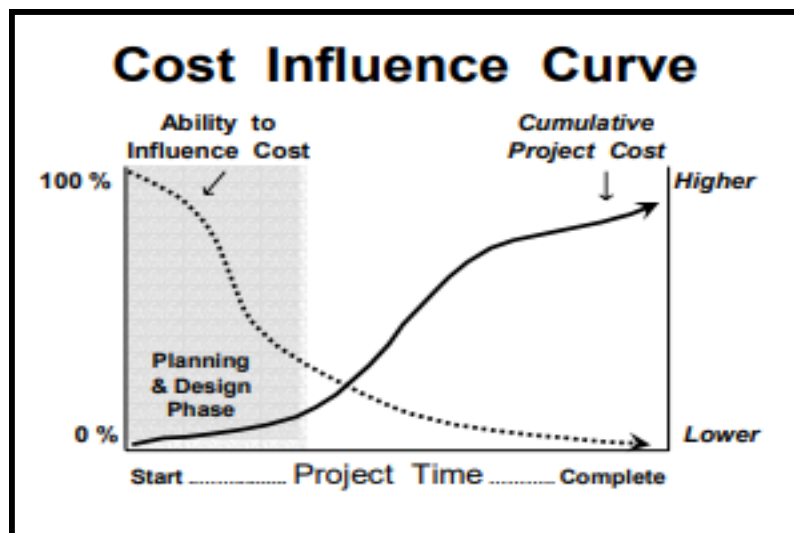 Cost Influence Curve
Ability to
Influence Cost
Cumulative
Project Cost
100 %
Higher
Planning
& Design
Phase
0 %
Lower
Start ................ Project Time ........... Complete